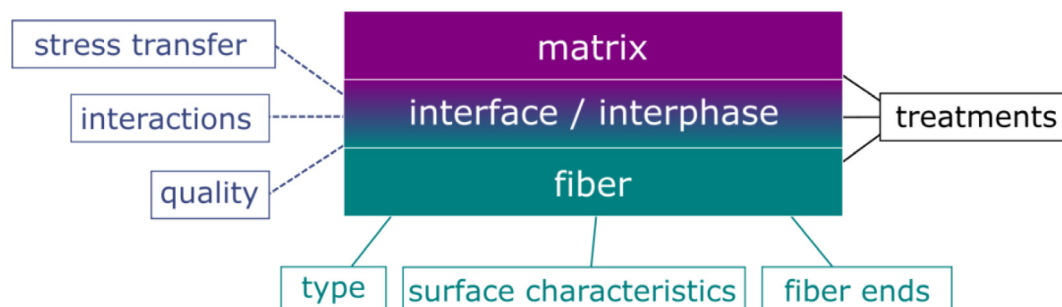 stress transfer
interactions
quality
matrix
interface / interphase
fiber
treatments
type
surface characteristics
fiber ends